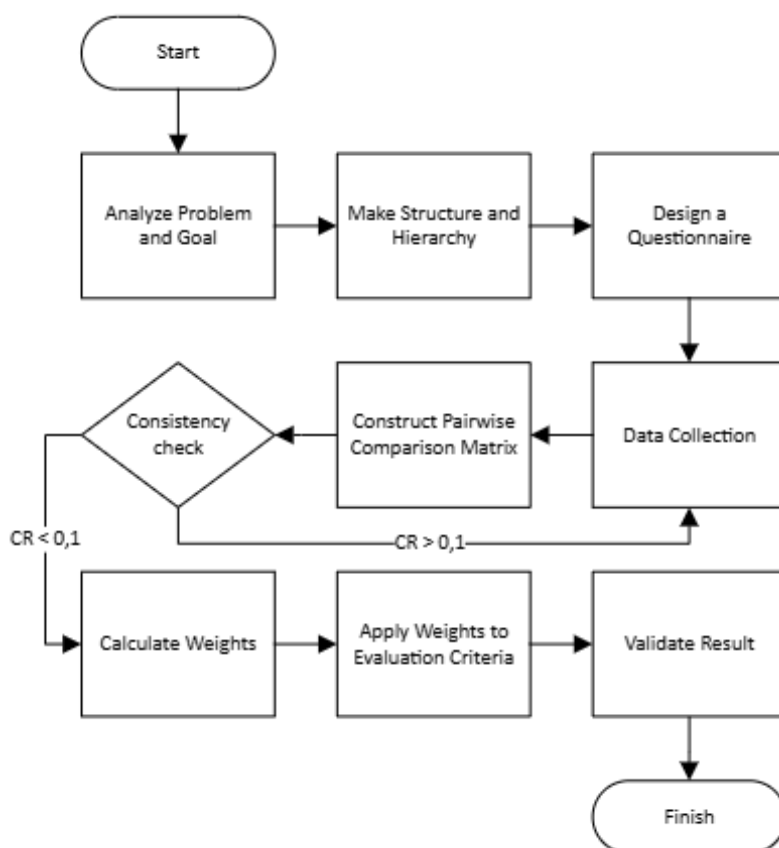 Start
Analyze Problem
and Goal
Make Structure and
Hierarchy
Design a
Questionnaire
Data Collection
Construct Pairwise
Comparison Matrix
Consistency
check
CR < 0,1
CR > 0,1
Calculate Weights
Apply Weights to
Evaluation Criteria
Validate Result
Finish